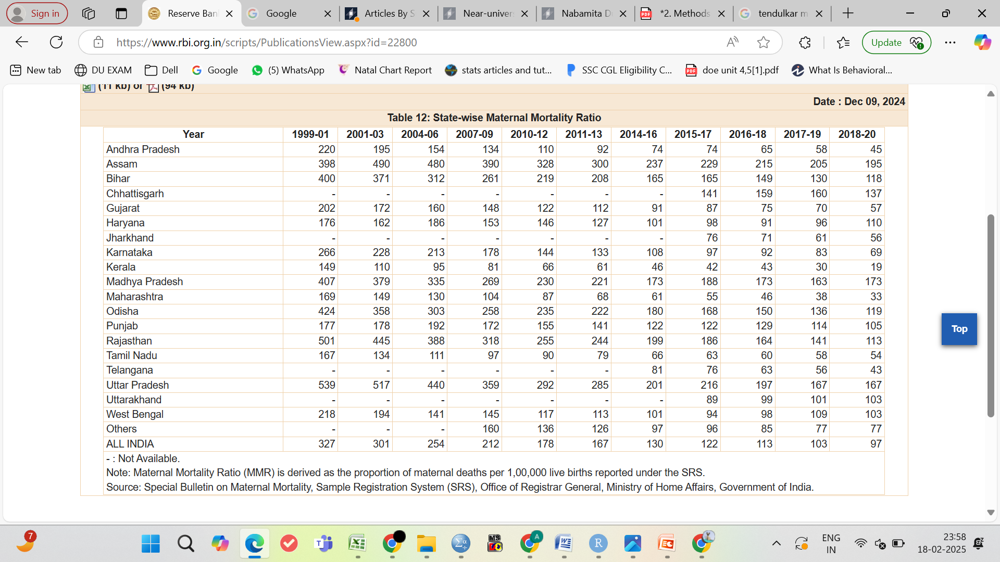 Sign in
Reserve Ban
Google
Articles By S
Near-univer
Nabamita D
*2. Methods
tendulkar m
https://www.rbi.org.in/scripts/PublicationsView.aspx?id=22800
Update
New tab
DU EXAM
Dell
Google
(5) WhatsApp
Natal Chart Report
stats articles and tut...
SSC CGL Eligibility C...
doe unit 4,5[1].pdf
What Is Behavioral...
(11 kb) or (94 kb)
Date : Dec 09, 2024
Table 12: State-wise Maternal Mortality Ratio
Year 1999-01 2001-03 2004-06 2007-09 2010-12 2011-13 2014-16 2015-17 2016-18 2017-19 2018-20
Andhra Pradesh 220 195 154 134 110 92 74 74 65 58 45
Assam 398 490 480 390 328 300 237 229 215 205 195
Bihar 400 371 312 261 219 208 165 165 149 130 118
Chhattisgarh - - - - - - - 141 159 160 137
Gujarat 202 172 160 148 122 112 91 87 75 70 57
Haryana 176 162 186 153 146 127 101 98 91 96 110
Jharkhand - - - - - - - 76 71 61 56
Karnataka 266 228 213 178 144 133 108 97 92 83 69
Kerala 149 110 95 81 66 61 46 42 43 30 19
Madhya Pradesh 407 379 335 269 230 221 173 188 173 163 173
Maharashtra 169 149 130 104 87 68 61 55 46 38 33
Odisha 424 358 303 258 235 222 180 168 150 136 119
Punjab 177 178 192 172 155 141 122 122 129 114 105
Rajasthan 501 445 388 318 255 244 199 186 164 141 113
Tamil Nadu 167 134 111 97 90 79 66 63 60 58 54
Telangana - - - - - - 81 76 63 56 43
Uttar Pradesh 539 517 440 359 292 285 201 216 197 167 167
Uttarakhand - - - - - - - 89 99 101 103
West Bengal 218 194 141 145 117 113 101 94 98 109 103
Others - - - 160 136 126 97 96 85 77 77
ALL INDIA 327 301 254 212 178 167 130 122 113 103 97
- : Not Available.
Note: Maternal Mortality Ratio (MMR) is derived as the proportion of maternal deaths per 1,00,000 live births reported under the SRS.
Source: Special Bulletin on Maternal Mortality, Sample Registration System (SRS), Office of Registrar General, Ministry of Home Affairs, Government of India.
Top
7
ENG
IN
23:58
18-02-2025